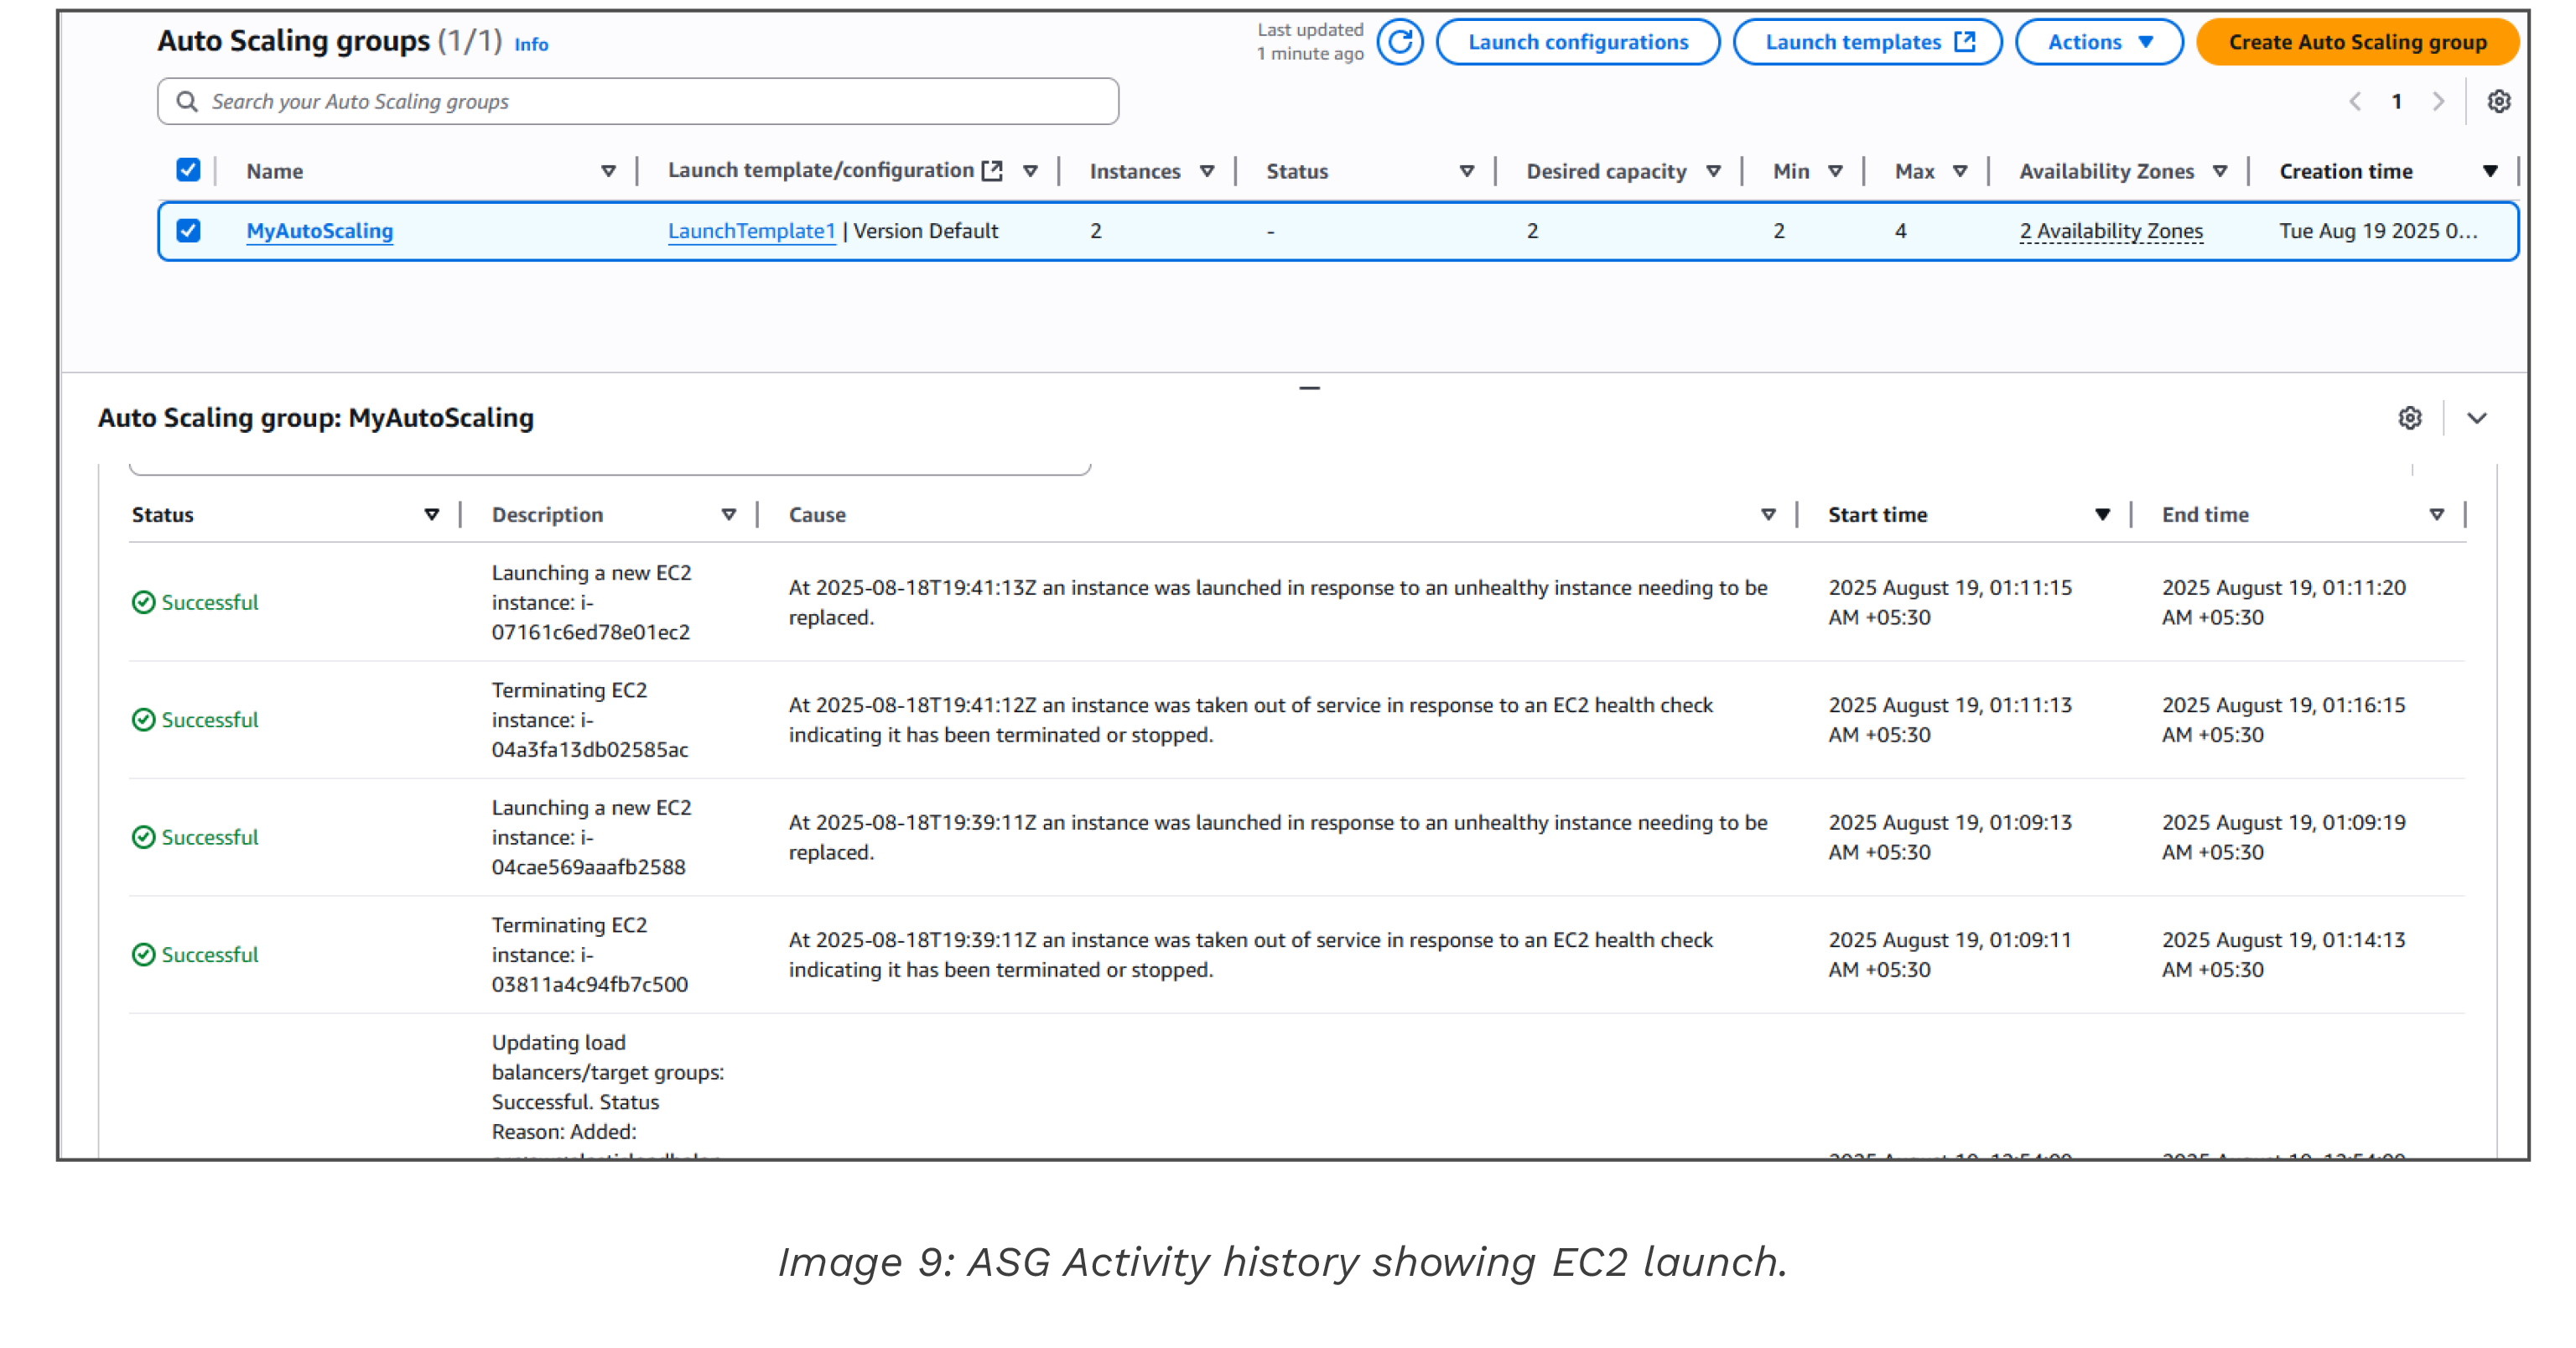 Auto Scaling groups (1/1) Info
Last updated
1 minute ago
Launch configurations
Launch templates
Actions
Create Auto Scaling group
Search your Auto Scaling groups
1
Name Launch template/configuration Instances Status Desired capacity Min Max Availability Zones Creation time
MyAutoScaling LaunchTemplate1 | Version Default 2 - 2 2 4 2 Availability Zones Tue Aug 19 2025 0...
Auto Scaling group: MyAutoScaling
Status Description Cause Start time End time
Successful
Launching a new EC2
instance: i-
07161c6ed78e01ec2
At 2025-08-18T19:41:13Z an instance was launched in response to an unhealthy instance needing to be
replaced.
2025 August 19, 01:11:15
AM +05:30
2025 August 19, 01:11:20
AM +05:30
Successful
Terminating EC2
instance: i-
04a3fa13db02585ac
At 2025-08-18T19:41:12Z an instance was taken out of service in response to an EC2 health check
indicating it has been terminated or stopped.
2025 August 19, 01:11:13
AM +05:30
2025 August 19, 01:16:15
AM +05:30
Successful
Launching a new EC2
instance: i-
04cae569aaafb2588
At 2025-08-18T19:39:11Z an instance was launched in response to an unhealthy instance needing to be
replaced.
2025 August 19, 01:09:13
AM +05:30
2025 August 19, 01:09:19
AM +05:30
Successful
Terminating EC2
instance: i-
03811a4c94fb7c500
At 2025-08-18T19:39:11Z an instance was taken out of service in response to an EC2 health check
indicating it has been terminated or stopped.
2025 August 19, 01:09:11
AM +05:30
2025 August 19, 01:14:13
AM +05:30
Updating load
balancers/target groups:
Successful. Status
Reason: Added:
Image 9: ASG Activity history showing EC2 launch.